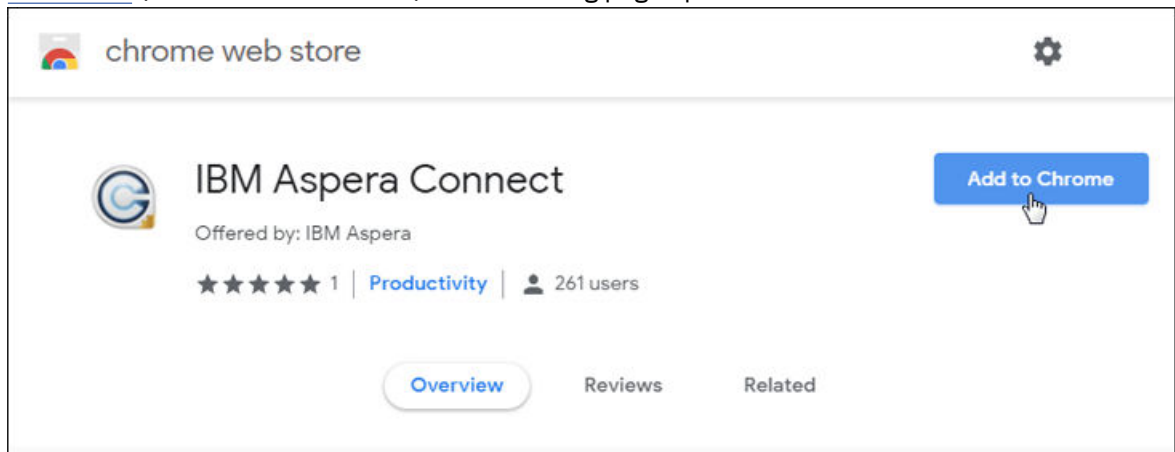 chrome web store
IBM Aspera Connect
Add to Chrome
Offered by: IBM Aspera
★★★★★ 1 | Productivity | 261 users
Overview Reviews Related